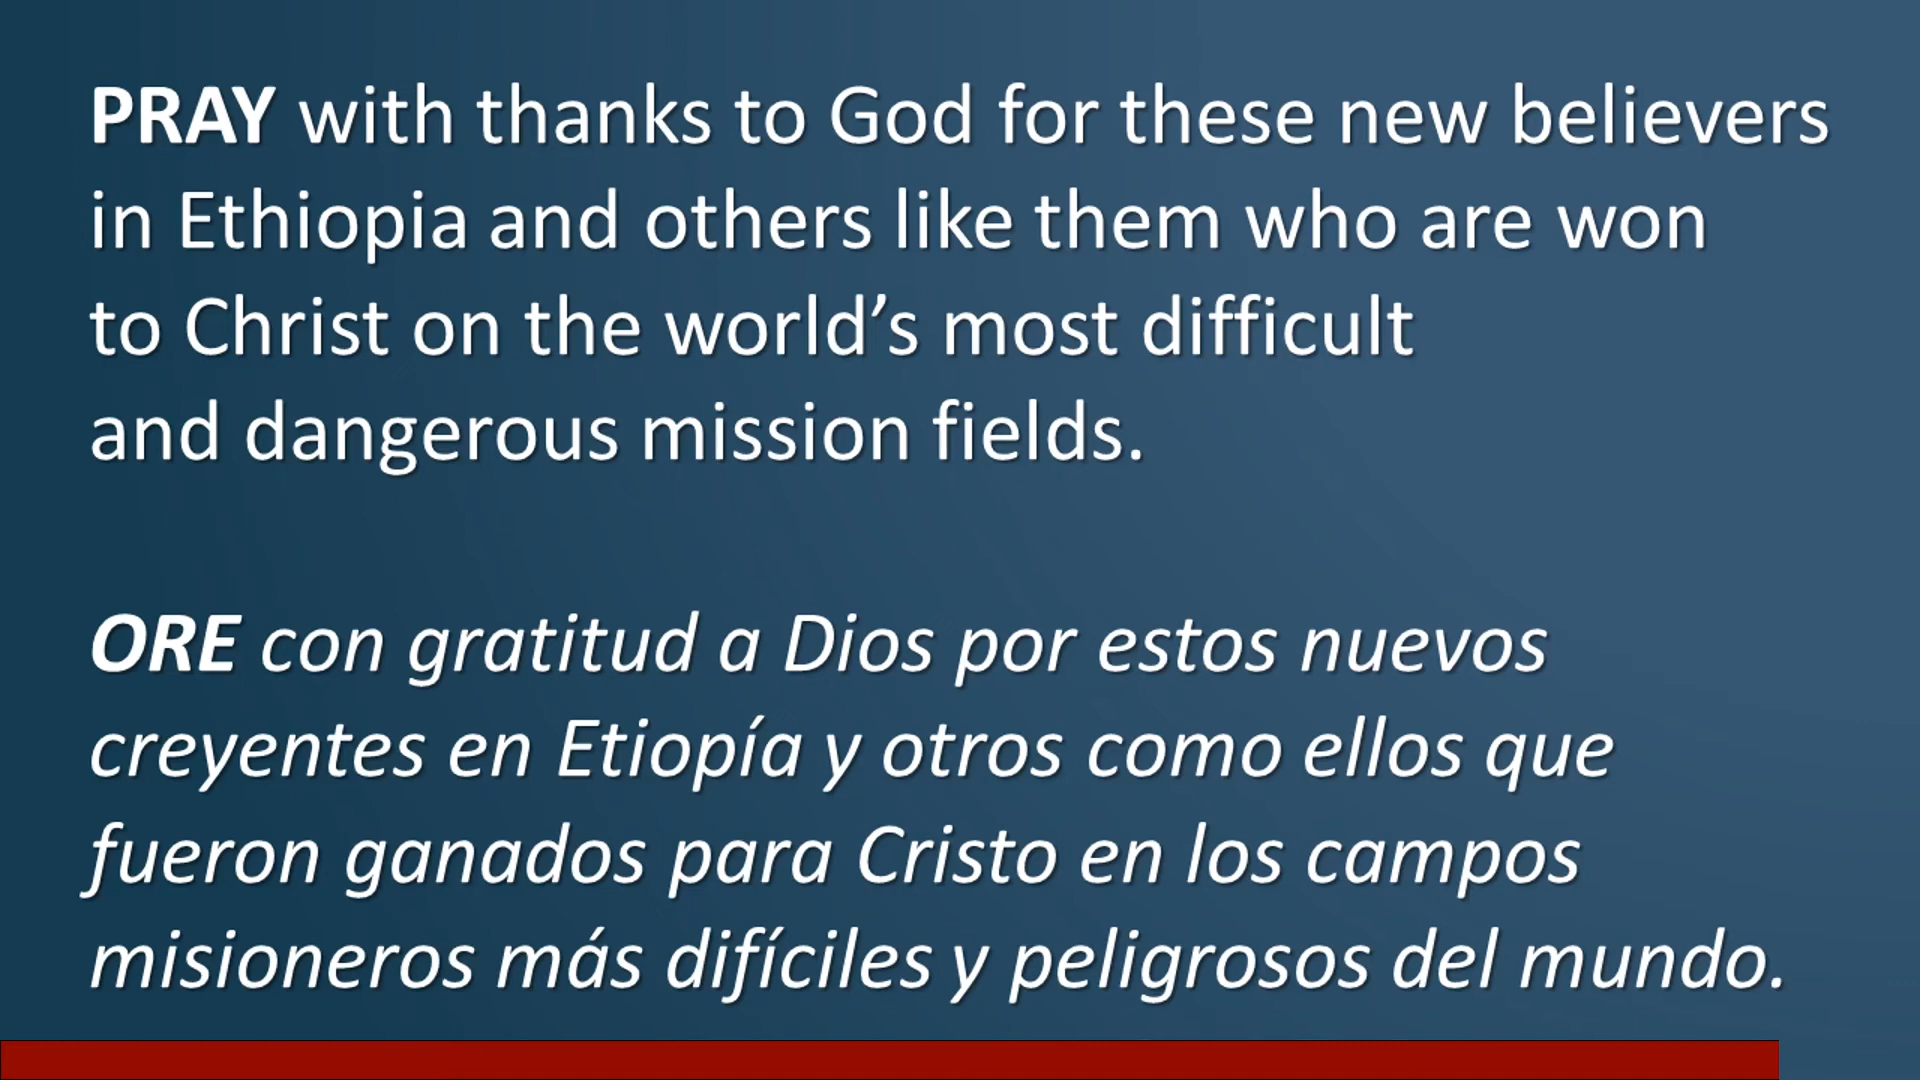 PRAY with thanks to God for these new believers
in Ethiopia and others like them who are won
to Christ on the world’s most difficult
and dangerous mission fields.
ORE con gratitud a Dios por estos nuevos
creyentes en Etiopía y otros como ellos que
fueron ganados para Cristo en los campos
misioneros más difíciles y peligrosos del mundo.